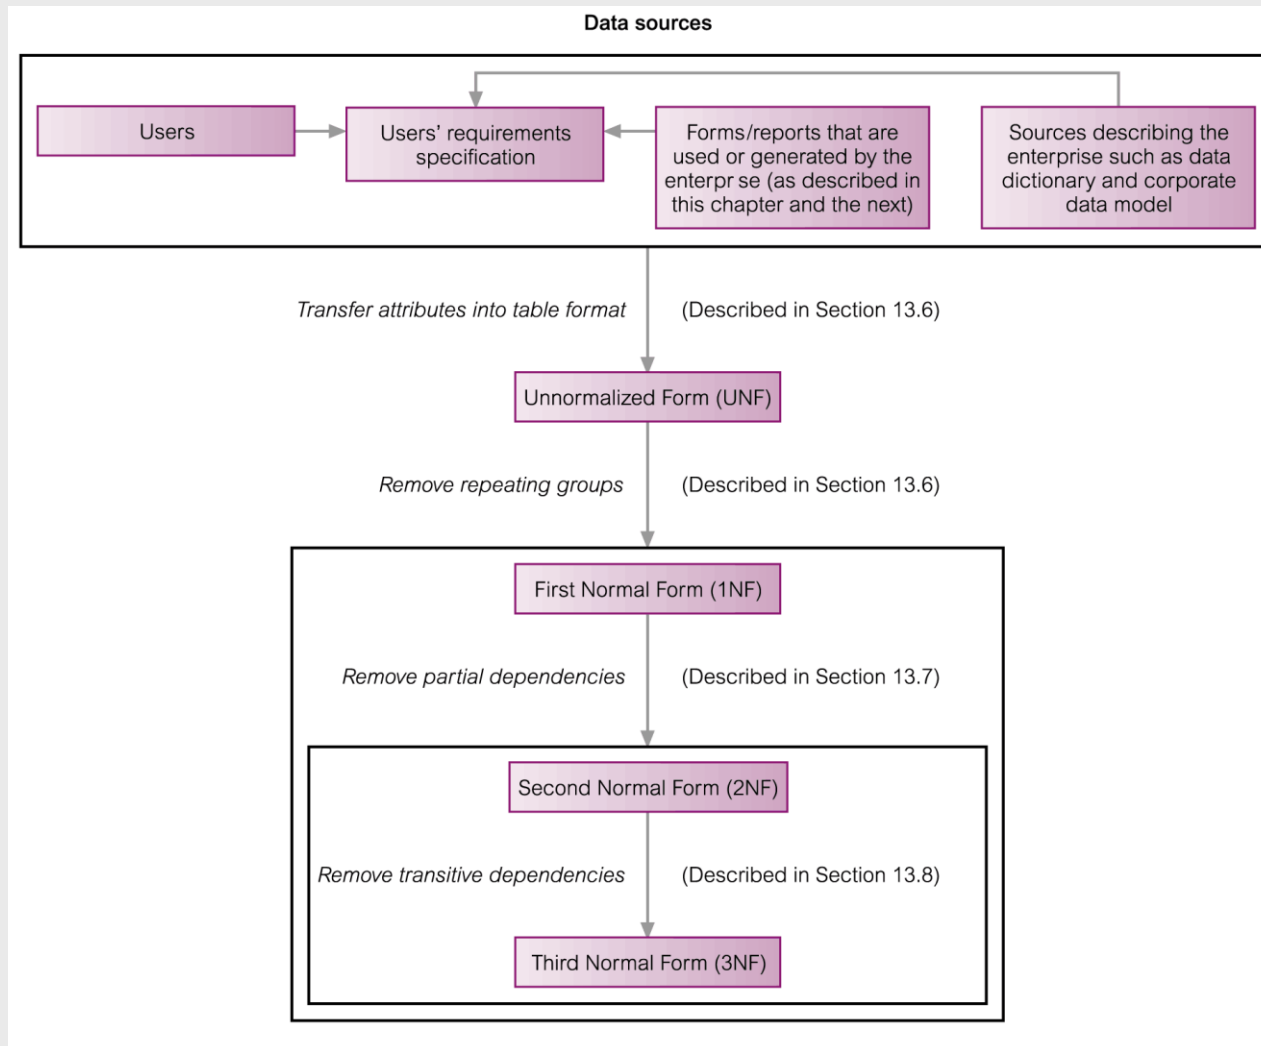 Data sources
Users
Users' requirements
specification
Forms/reports that are
used or generated by the
enterpr se (as described in
this chapter and the next)
Sources describing the
enterprise such as data
dictionary and corporate
data model
Transfer attributes into table format
(Described in Section 13.6)
Unnormalized Form (UNF)
Remove repeating groups
(Described in Section 13.6)
First Normal Form (1NF)
Remove partial dependencies
(Described in Section 13.7)
Second Normal Form (2NF)
Remove transitive dependencies
(Described in Section 13.8)
Third Normal Form (3NF)